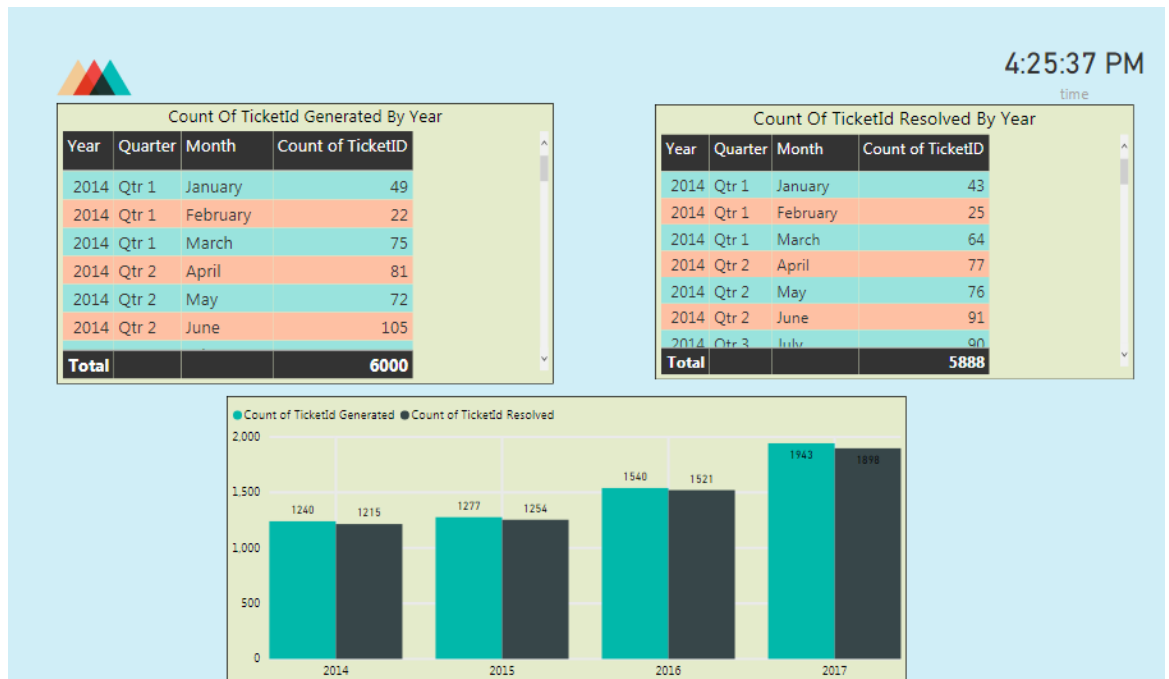 4:25:37 PM
time
Count Of TicketId Generated By Year
Year Quarter Month Count of TicketID
2014 Qtr 1 January 49
2014 Qtr 1 February 22
2014 Qtr 1 March 75
2014 Qtr 2 April 81
2014 Qtr 2 May 72
2014 Qtr 2 June 105
Total 6000
Count Of TicketId Resolved By Year
Year Quarter Month Count of TicketID
2014 Qtr 1 January 43
2014 Qtr 1 February 25
2014 Qtr 1 March 64
2014 Qtr 2 April 77
2014 Qtr 2 May 76
2014 Qtr 2 June 91
2014 Qtr 3 July 90
Total 5888
Count of TicketId Generated Count of TicketId Resolved
2,000
1,500
1,000
500
0
1240 1215 1277 1254 1540 1521 1943 1898
2014 2015 2016 2017